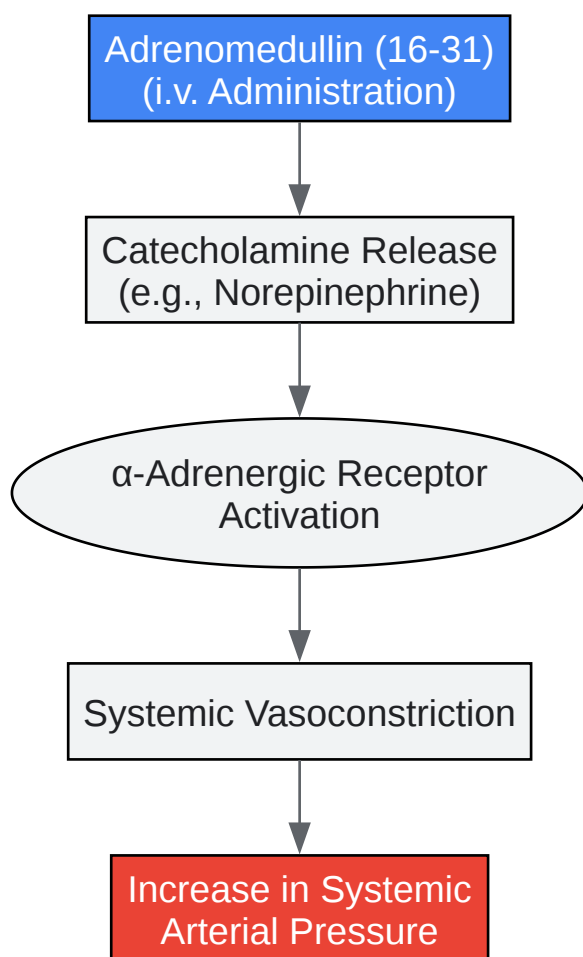 Adrenomedullin (16-31)
(i.v. Administration)
Catecholamine Release
(e.g., Norepinephrine)
α-Adrenergic Receptor
Activation
Systemic Vasoconstriction
Increase in Systemic
Arterial Pressure